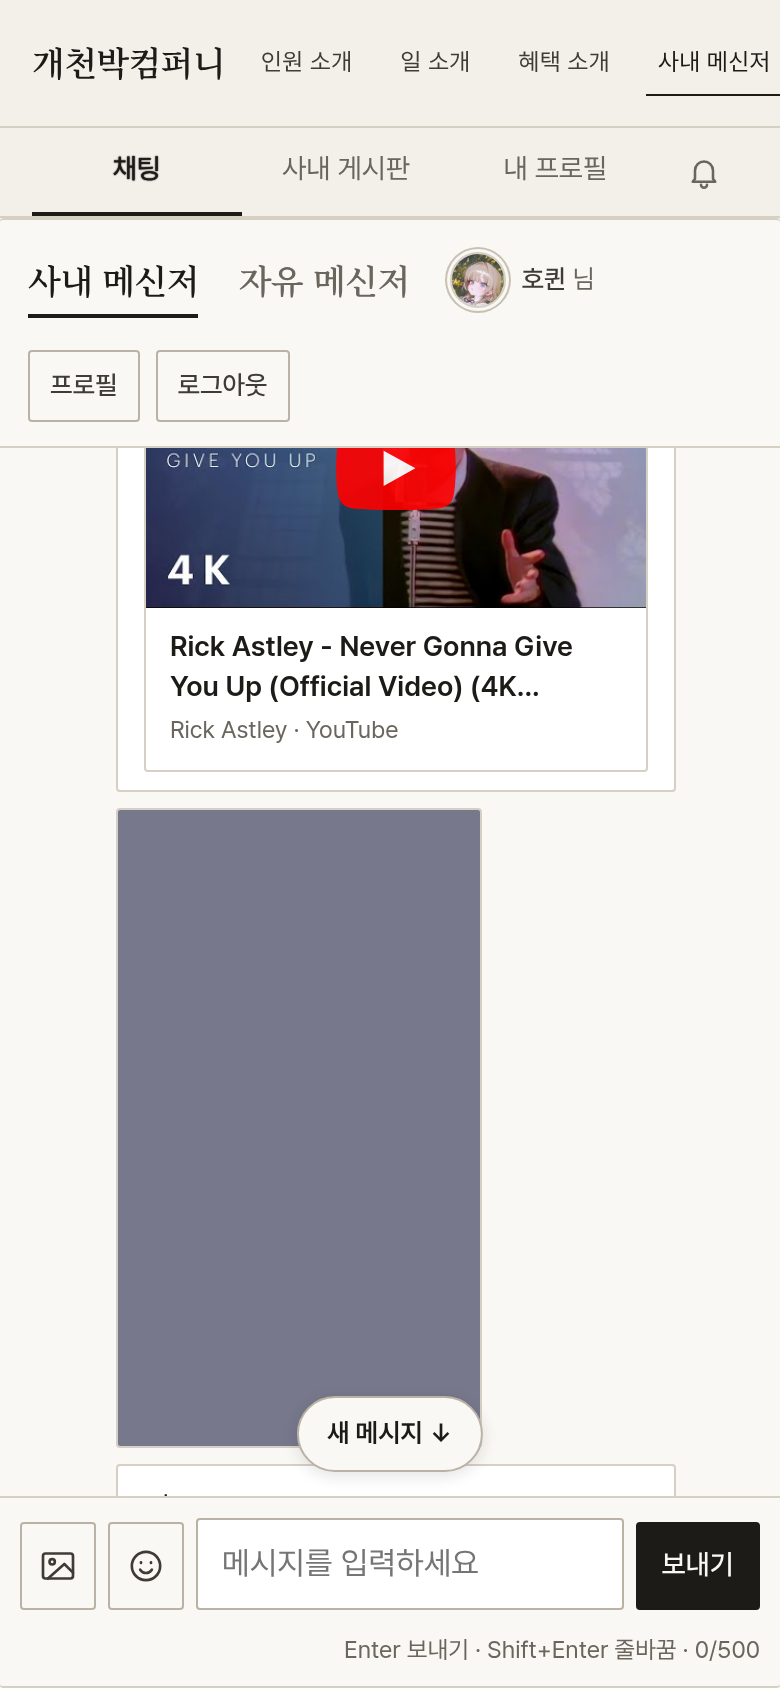 개천박컴퍼니 인원 소개 일 소개 혜택 소개 사내 메신저
채팅 사내 게시판 내 프로필
사내 메신저 자유 메신저 호퀸 님
프로필 로그아웃
GIVE YOU UP
4K
Rick Astley - Never Gonna Give
You Up (Official Video) (4K...
Rick Astley · YouTube
새 메시지 ↓
메시지를 입력하세요 보내기
Enter 보내기 · Shift+Enter 줄바꿈 · 0/500